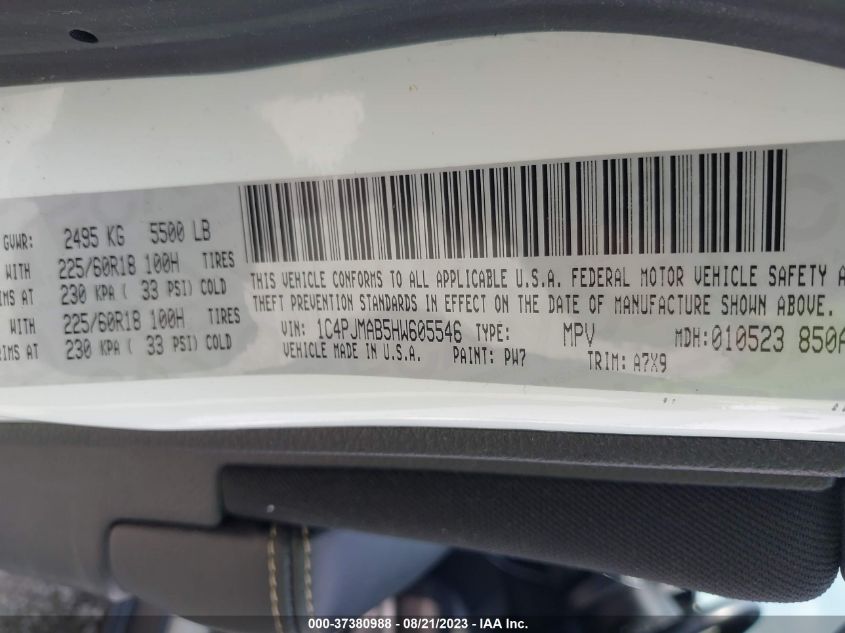 GVWR: 2495 KG 5500 LB
WITH 225/60R18 100H TIRES
RIMS AT 230 KPA ( 33 PSI) COLD
WITH 225/60R18 100H TIRES
RIMS AT 230 KPA ( 33 PSI) COLD
THIS VEHICLE CONFORMS TO ALL APPLICABLE U.S.A. FEDERAL MOTOR VEHICLE SAFETY A
THEFT PREVENTION STANDARDS IN EFFECT ON THE DATE OF MANUFACTURE SHOWN ABOVE.
VIN: 1C4PJMAB5HW605546 TYPE: MPV MDH:010523 850A
VEHICLE MADE IN U.S.A. PAINT: PW7 TRIM: A7X9
000-37380988 - 08/21/2023 - IAA Inc.